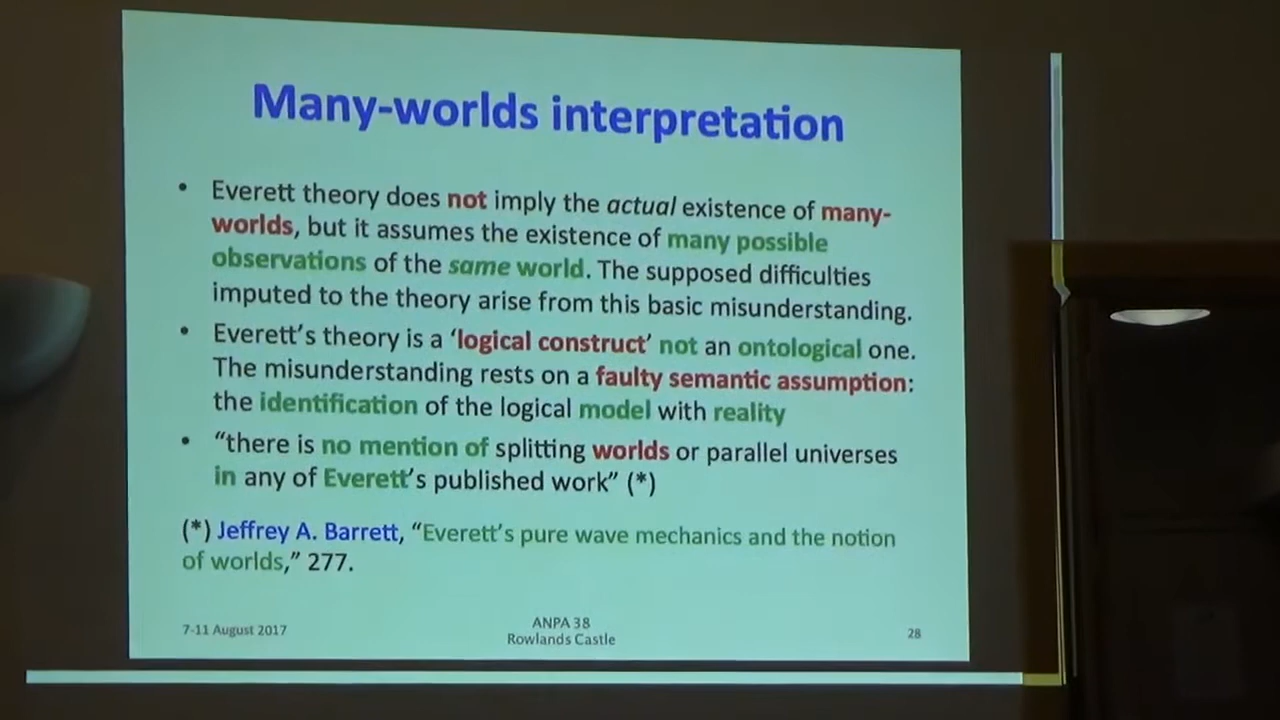 Many-worlds interpretation
• Everett theory does not imply the actual existence of many-
worlds, but it assumes the existence of many possible
observations of the same world. The supposed difficulties
imputed to the theory arise from this basic misunderstanding.
• Everett’s theory is a ‘logical construct’ not an ontological one.
The misunderstanding rests on a faulty semantic assumption:
the identification of the logical model with reality
• “there is no mention of splitting worlds or parallel universes
in any of Everett’s published work” (*)
(*) Jeffrey A. Barrett, “Everett’s pure wave mechanics and the notion
of worlds,” 277.
7-11 August 2017
ANPA 38
Rowlands Castle
28